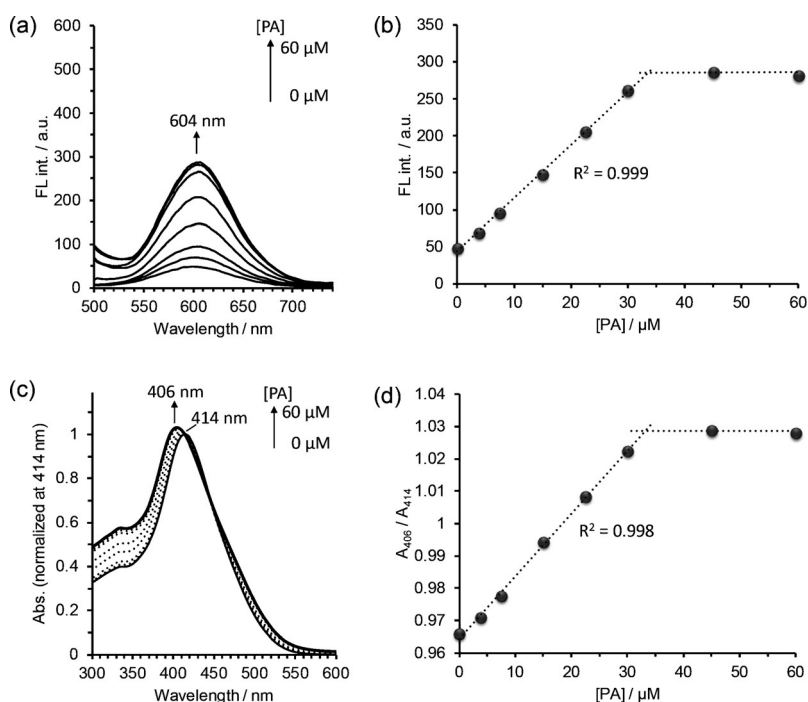 (a)
[PA]
60 μM
0 μM
604 nm
FL int. / a.u.
600
500
400
300
200
100
0
500 550 600 650 700
Wavelength / nm
(b)
FL int. / a.u.
350
300
250
200
150
100
50
0
R² = 0.999
0 10 20 30 40 50 60
[PA] / μM
(c)
406 nm
414 nm
[PA]
60 μM
0 μM
Abs. (normalized at 414 nm)
1
0.8
0.6
0.4
0.2
0
300 350 400 450 500 550 600
Wavelength / nm
(d)
A406 / A414
1.04
1.03
1.02
1.01
1
0.99
0.98
0.97
0.96
R² = 0.998
0 10 20 30 40 50 60
[PA] / μM